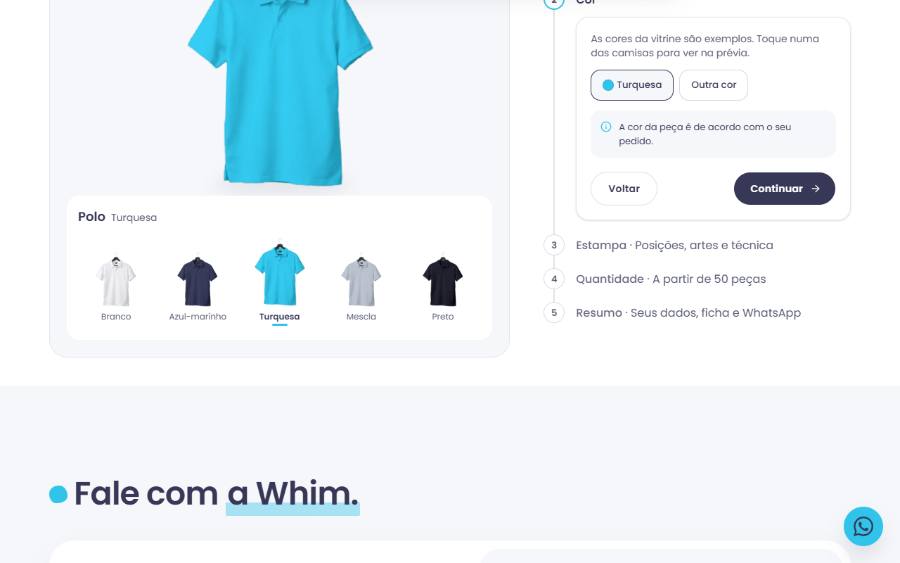 2
Cor
As cores da vitrine são exemplos. Toque numa
das camisas para ver na prévia.
Turquesa
Outra cor
A cor da peça é de acordo com o seu
pedido.
Voltar
Continuar →
Polo Turquesa
Branco
Azul-marinho
Turquesa
Mescla
Preto
3 Estampa · Posições, artes e técnica
4 Quantidade · A partir de 50 peças
5 Resumo · Seus dados, ficha e WhatsApp
Fale com a Whim.